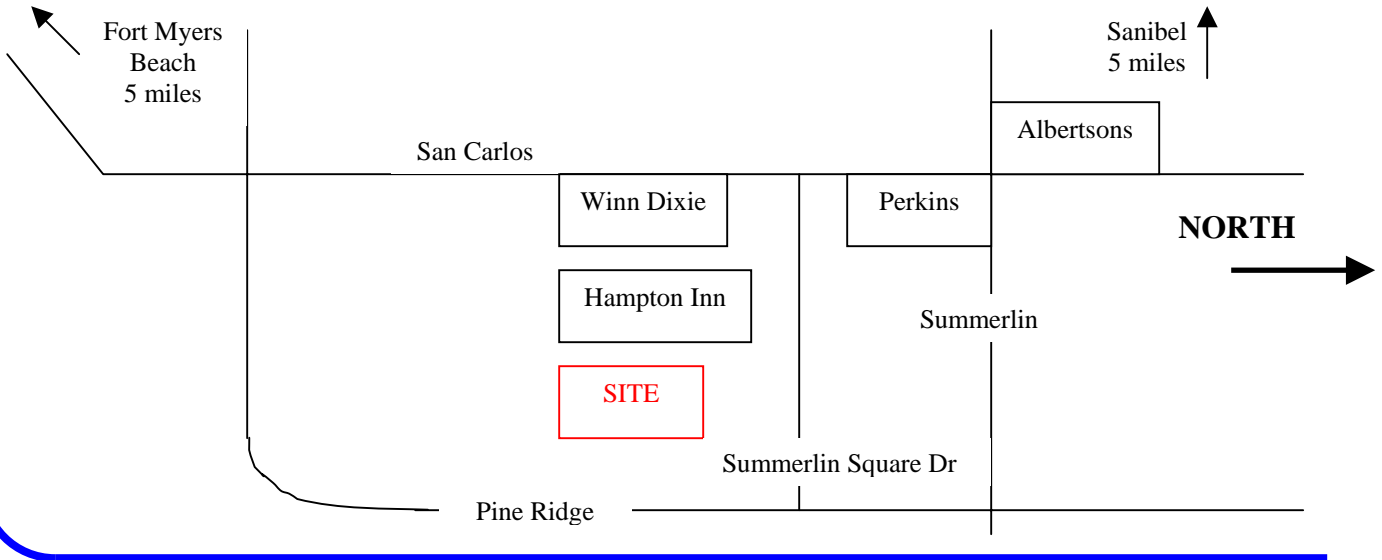 Fort Myers
Beach
5 miles
Sanibel
5 miles
Albertsons
San Carlos
Winn Dixie
Perkins
NORTH
Hampton Inn
Summerlin
SITE
Summerlin Square Dr
Pine Ridge